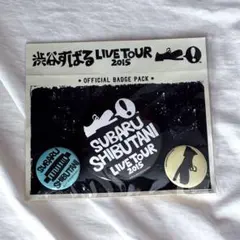 渋谷すばる LIVE TOUR
2015
• OFFICIAL BADGE PACK •
SUBARU
SHIBUTANI
LIVE TOUR
2015
SUBARU
SHIBUTANI